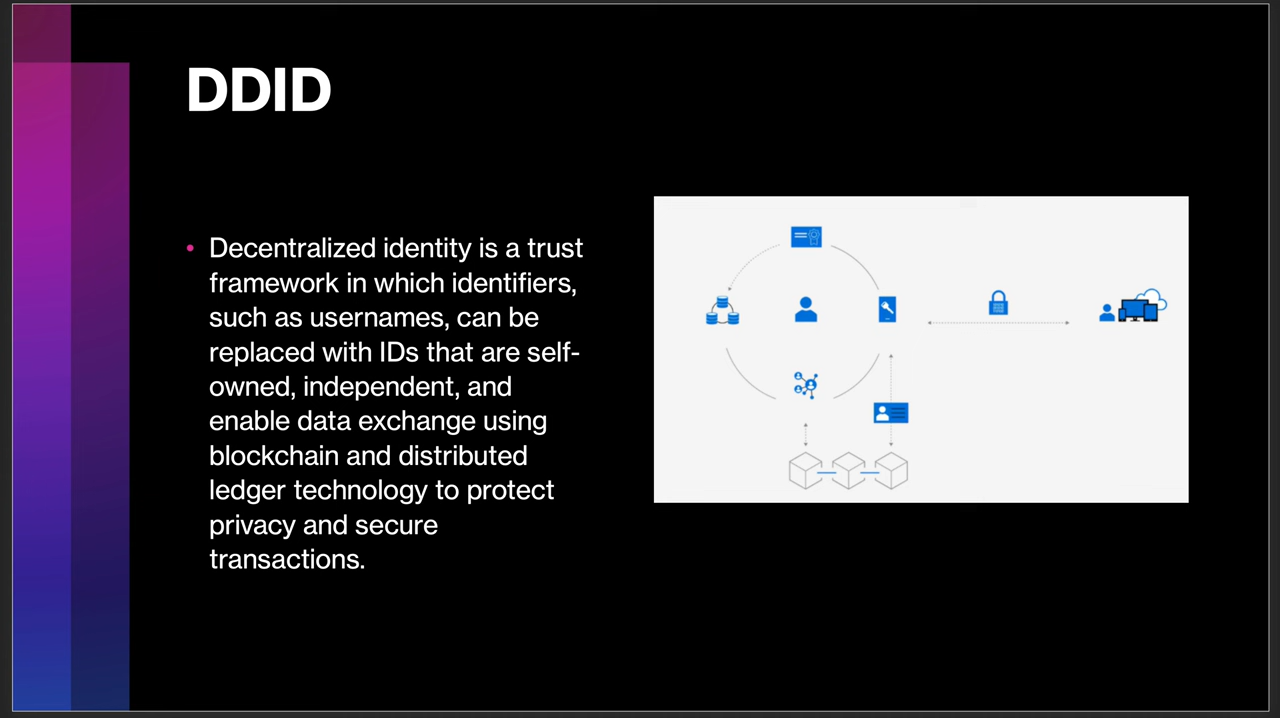 DDID
• Decentralized identity is a trust
framework in which identifiers,
such as usernames, can be
replaced with IDs that are self-
owned, independent, and
enable data exchange using
blockchain and distributed
ledger technology to protect
privacy and secure
transactions.